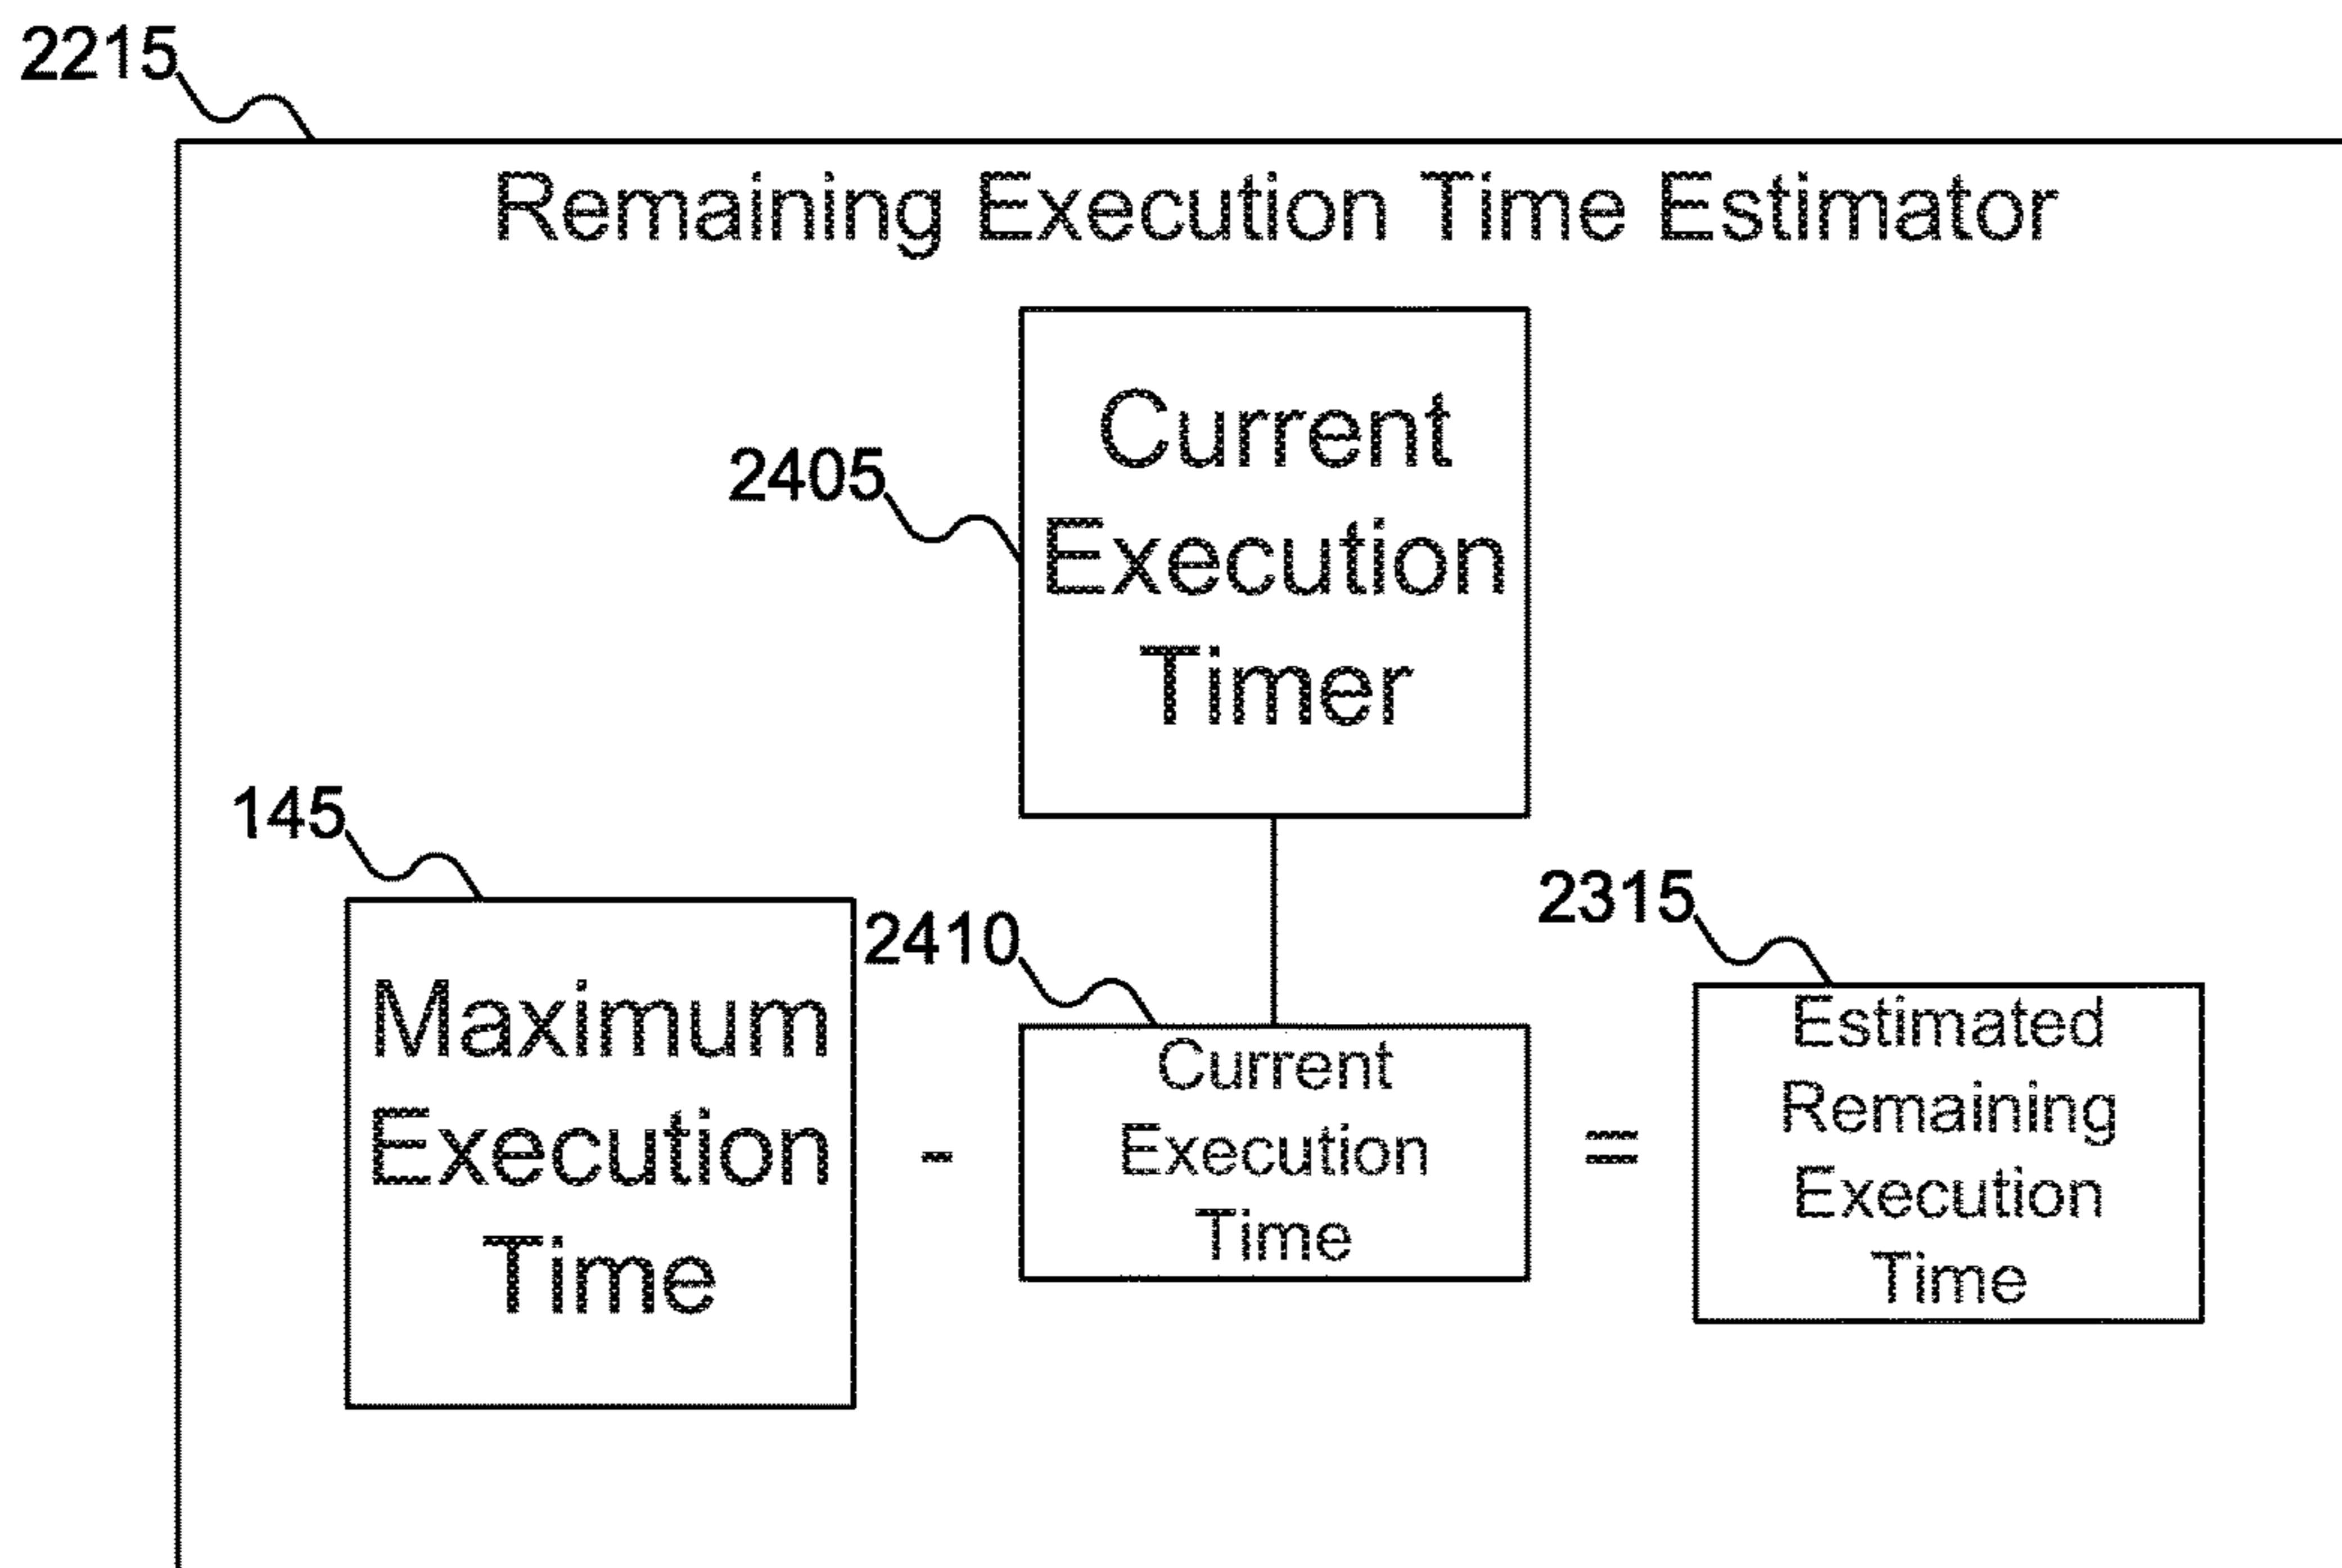 2215
Remaining Execution Time Estimator
2405
Current
Execution
Timer
145
Maximum
Execution
Time
-
2410
Current
Execution
Time
=
2315
Estimated
Remaining
Execution
Time